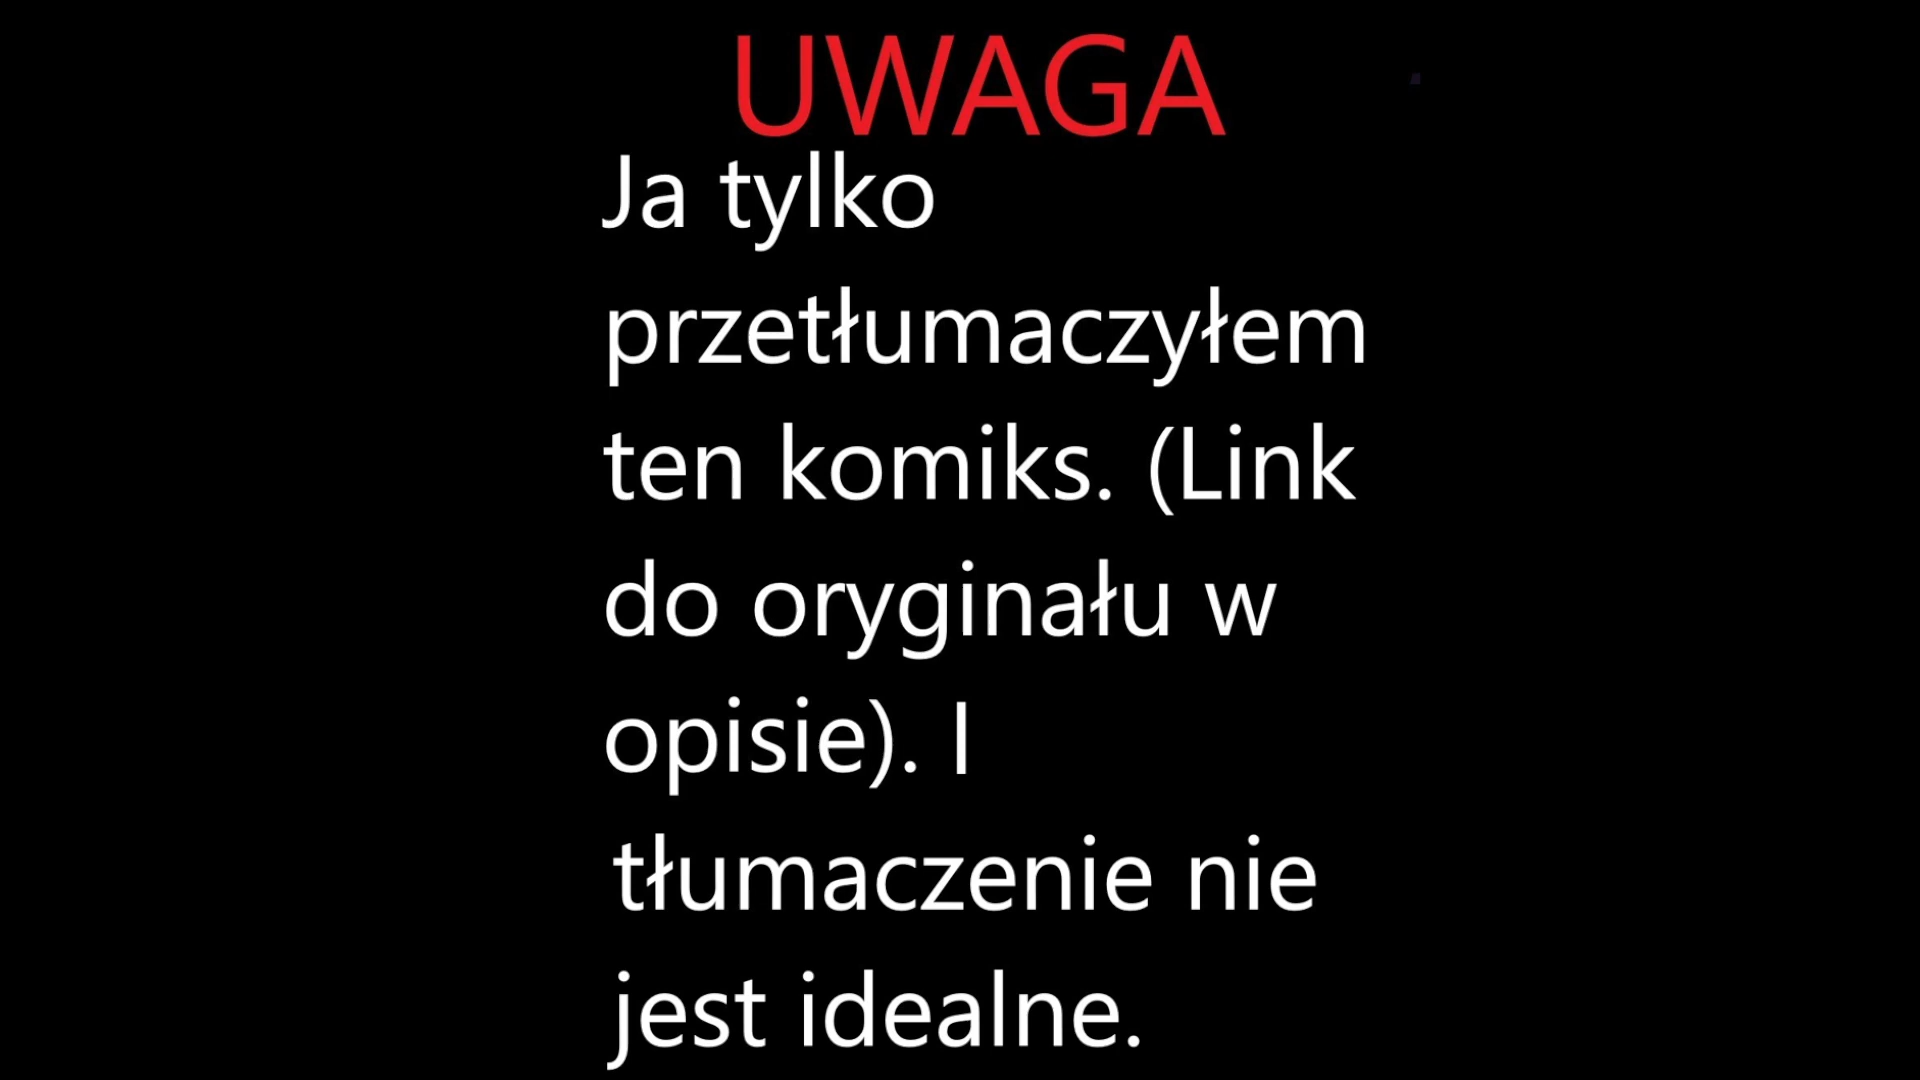 UWAGA
Ja tylko
przetłumaczyłem
ten komiks. (Link
do oryginału w
opisie). I
tłumaczenie nie
jest idealne.